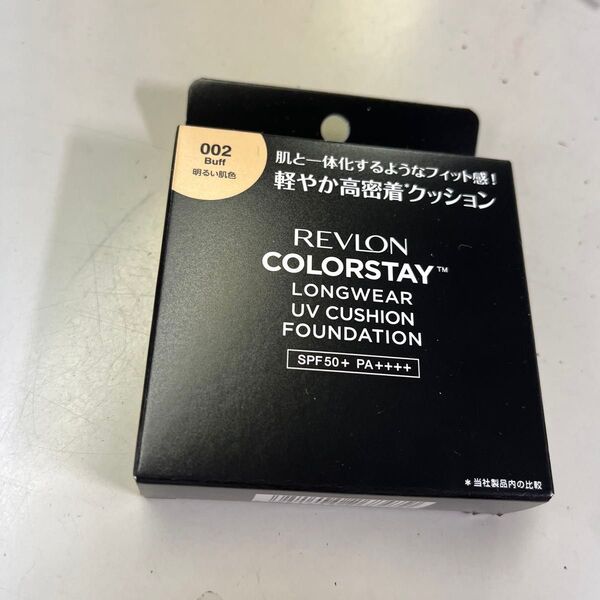 002
Buff
明るい肌色
肌と一体化するようなフィット感!
軽やか高密着*クッション
REVLON
COLORSTAY™
LONGWEAR
UV CUSHION
FOUNDATION
SPF50+ PA++++
*当社製品内の比較